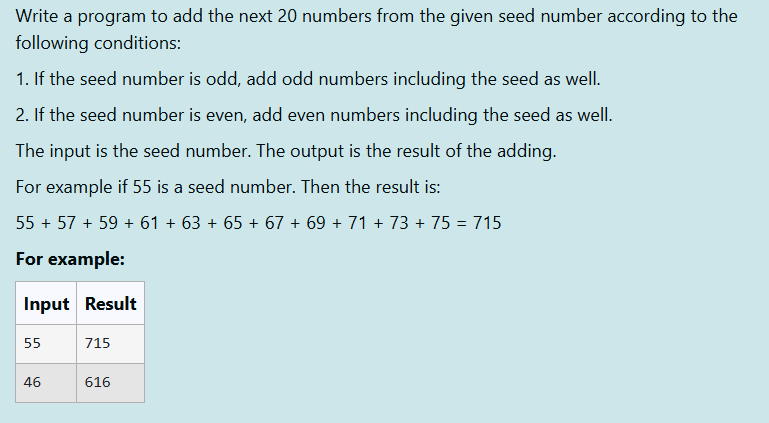 Write a program to add the next 20 numbers from the given seed number according to the
following conditions:
1. If the seed number is odd, add odd numbers including the seed as well.
2. If the seed number is even, add even numbers including the seed as well.
The input is the seed number. The output is the result of the adding.
For example if 55 is a seed number. Then the result is:
55 + 57 + 59 + 61 + 63 + 65 + 67 + 69 + 71 + 73 + 75 = 715
For example:
Input Result
55 715
46 616